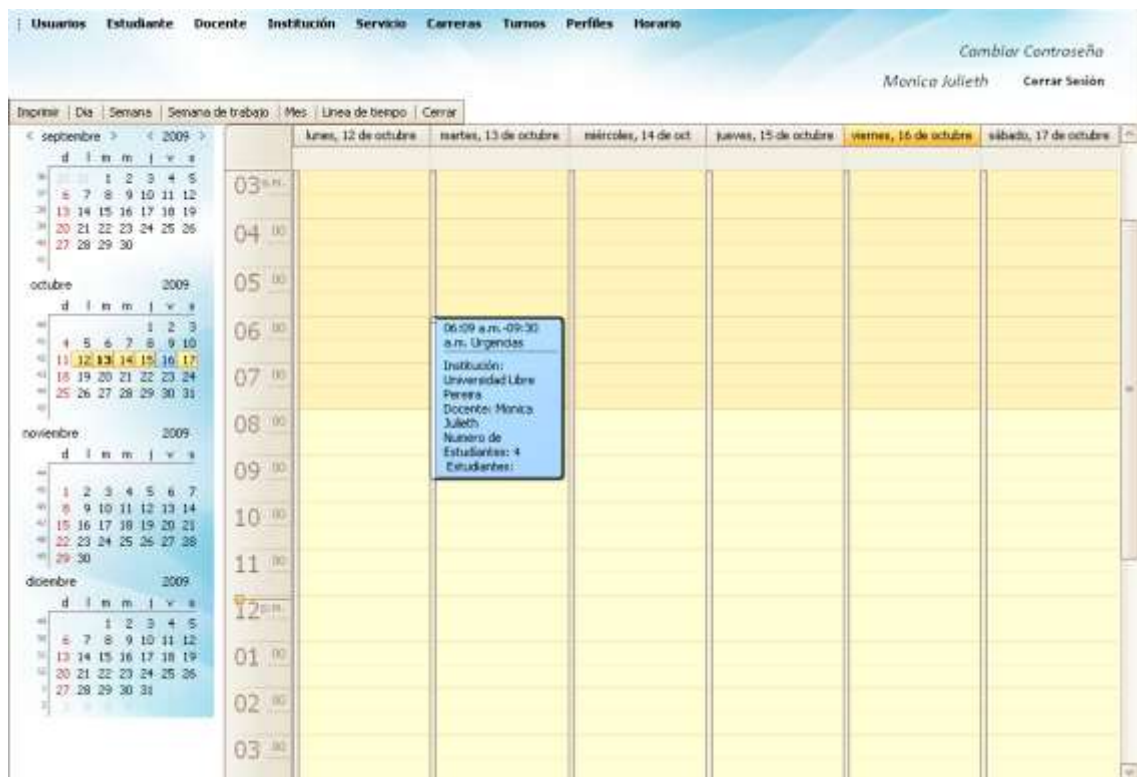 Usuarios Estudiante Docente Institución Servicio Carreras Turnos Perfiles Horario
Cambiar Contraseña
Monica Julieth Cerrar Sesión
Imprimir Dia Semana Semana de trabajo Mes Linea de tiempo Cerrar
< septiembre > < 2009 >
d l m m j v s
1 2 3 4 5
6 7 8 9 10 11 12
13 14 15 16 17 18 19
20 21 22 23 24 25 26
27 28 29 30
octubre 2009
d l m m j v s
1 2 3
4 5 6 7 8 9 10
11 12 13 14 15 16 17
18 19 20 21 22 23 24
25 26 27 28 29 30 31
noviembre 2009
d l m m j v s
1 2 3 4 5 6 7
8 9 10 11 12 13 14
15 16 17 18 19 20 21
22 23 24 25 26 27 28
29 30
diciembre 2009
d l m m j v s
1 2 3 4 5
6 7 8 9 10 11 12
13 14 15 16 17 18 19
20 21 22 23 24 25 26
27 28 29 30 31
lunes, 12 de octubre martes, 13 de octubre miércoles, 14 de oct jueves, 15 de octubre viernes, 16 de octubre sábado, 17 de octubre
03 a.m.
04 00
05 00
06 00
07 00
08 00
09 00
10 00
11 00
12 p.m.
01 00
02 00
03 00
06:09 a.m.-09:30
a.m. Urgencias
Institución:
Universidad Libre
Pereira
Docente: Monica
Julieth
Numero de
Estudiantes: 4
Estudiantes: